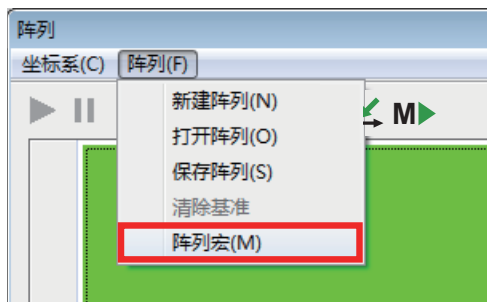 阵列
坐标系(C) 阵列(F)
新建阵列(N)
打开阵列(O)
保存阵列(S)
清除基准
阵列宏(M)
M